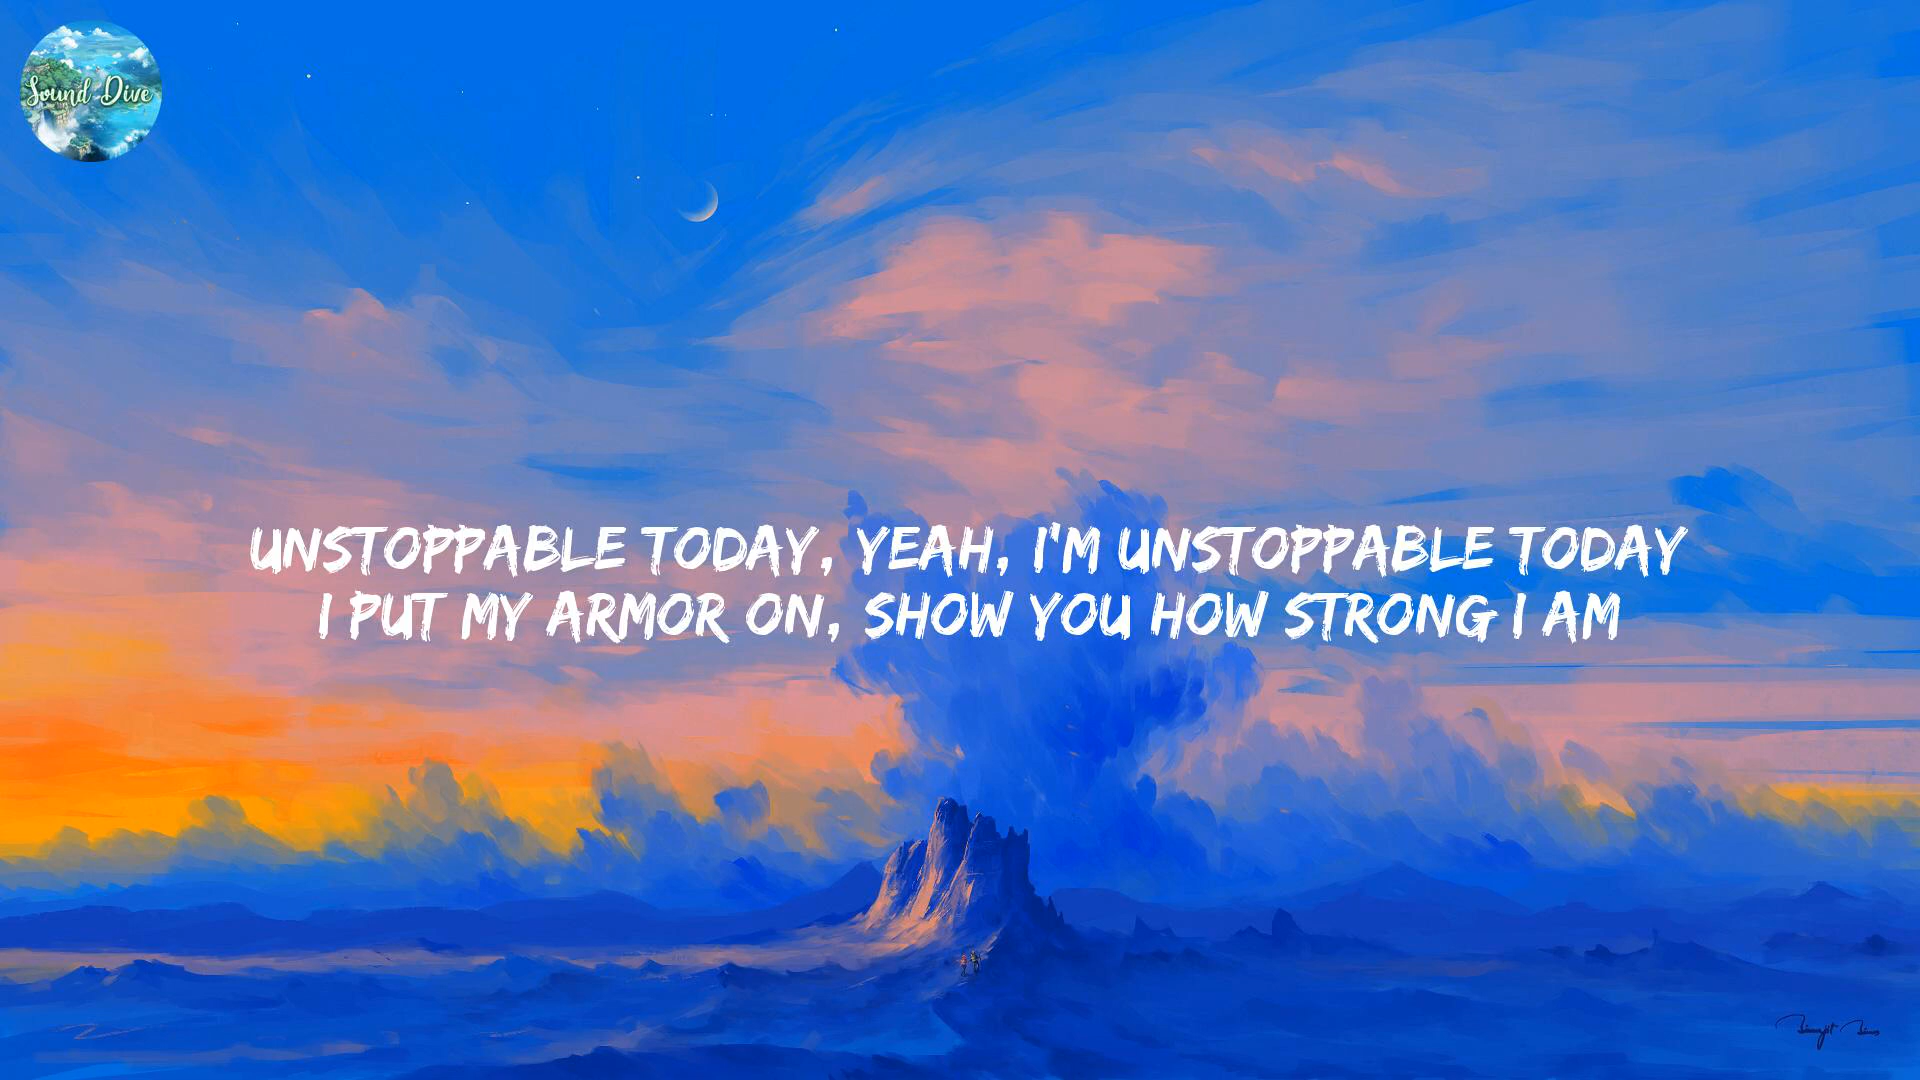 Sound Dive
UNSTOPPABLE TODAY, YEAH, I'M UNSTOPPABLE TODAY
I PUT MY ARMOR ON, SHOW YOU HOW STRONG I AM